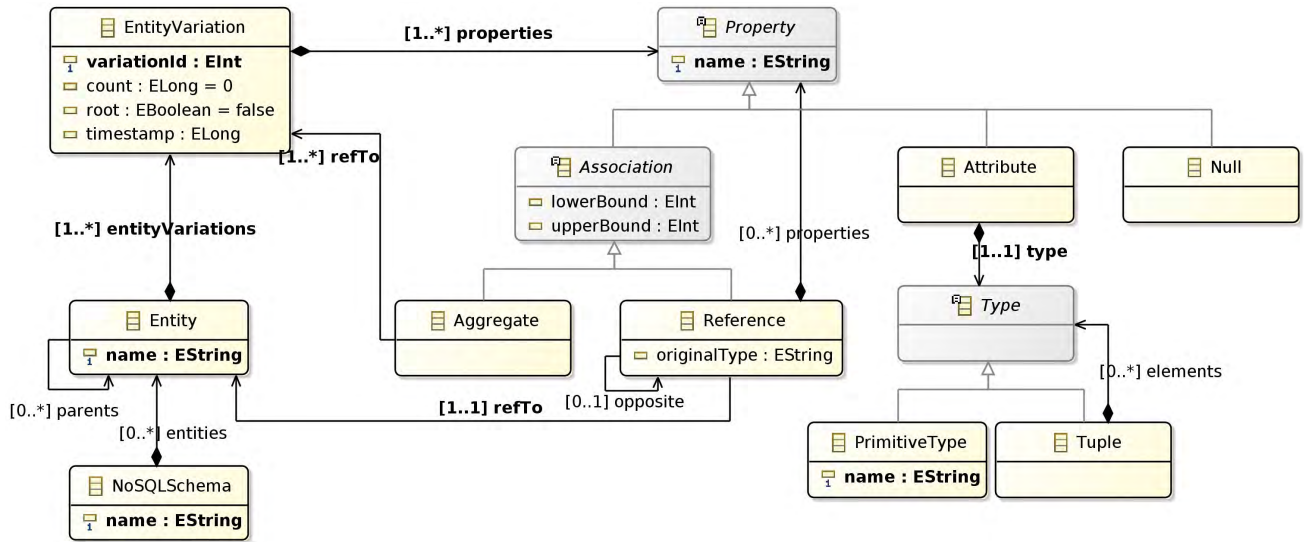 EntityVariation
variationId : EInt
count : ELong = 0
root : EBoolean = false
timestamp : ELong
[1..*] properties
Property
name : EString
[1..*] refTo
Association
lowerBound : EInt
upperBound : EInt
Attribute
Null
[1..*] entityVariations
[0..*] properties
[1..1] type
Entity
name : EString
Aggregate
Reference
originalType : EString
Type
[0..*] parents
[0..*] entities
[1..1] refTo
[0..1] opposite
[0..*] elements
PrimitiveType
name : EString
Tuple
NoSQLSchema
name : EString